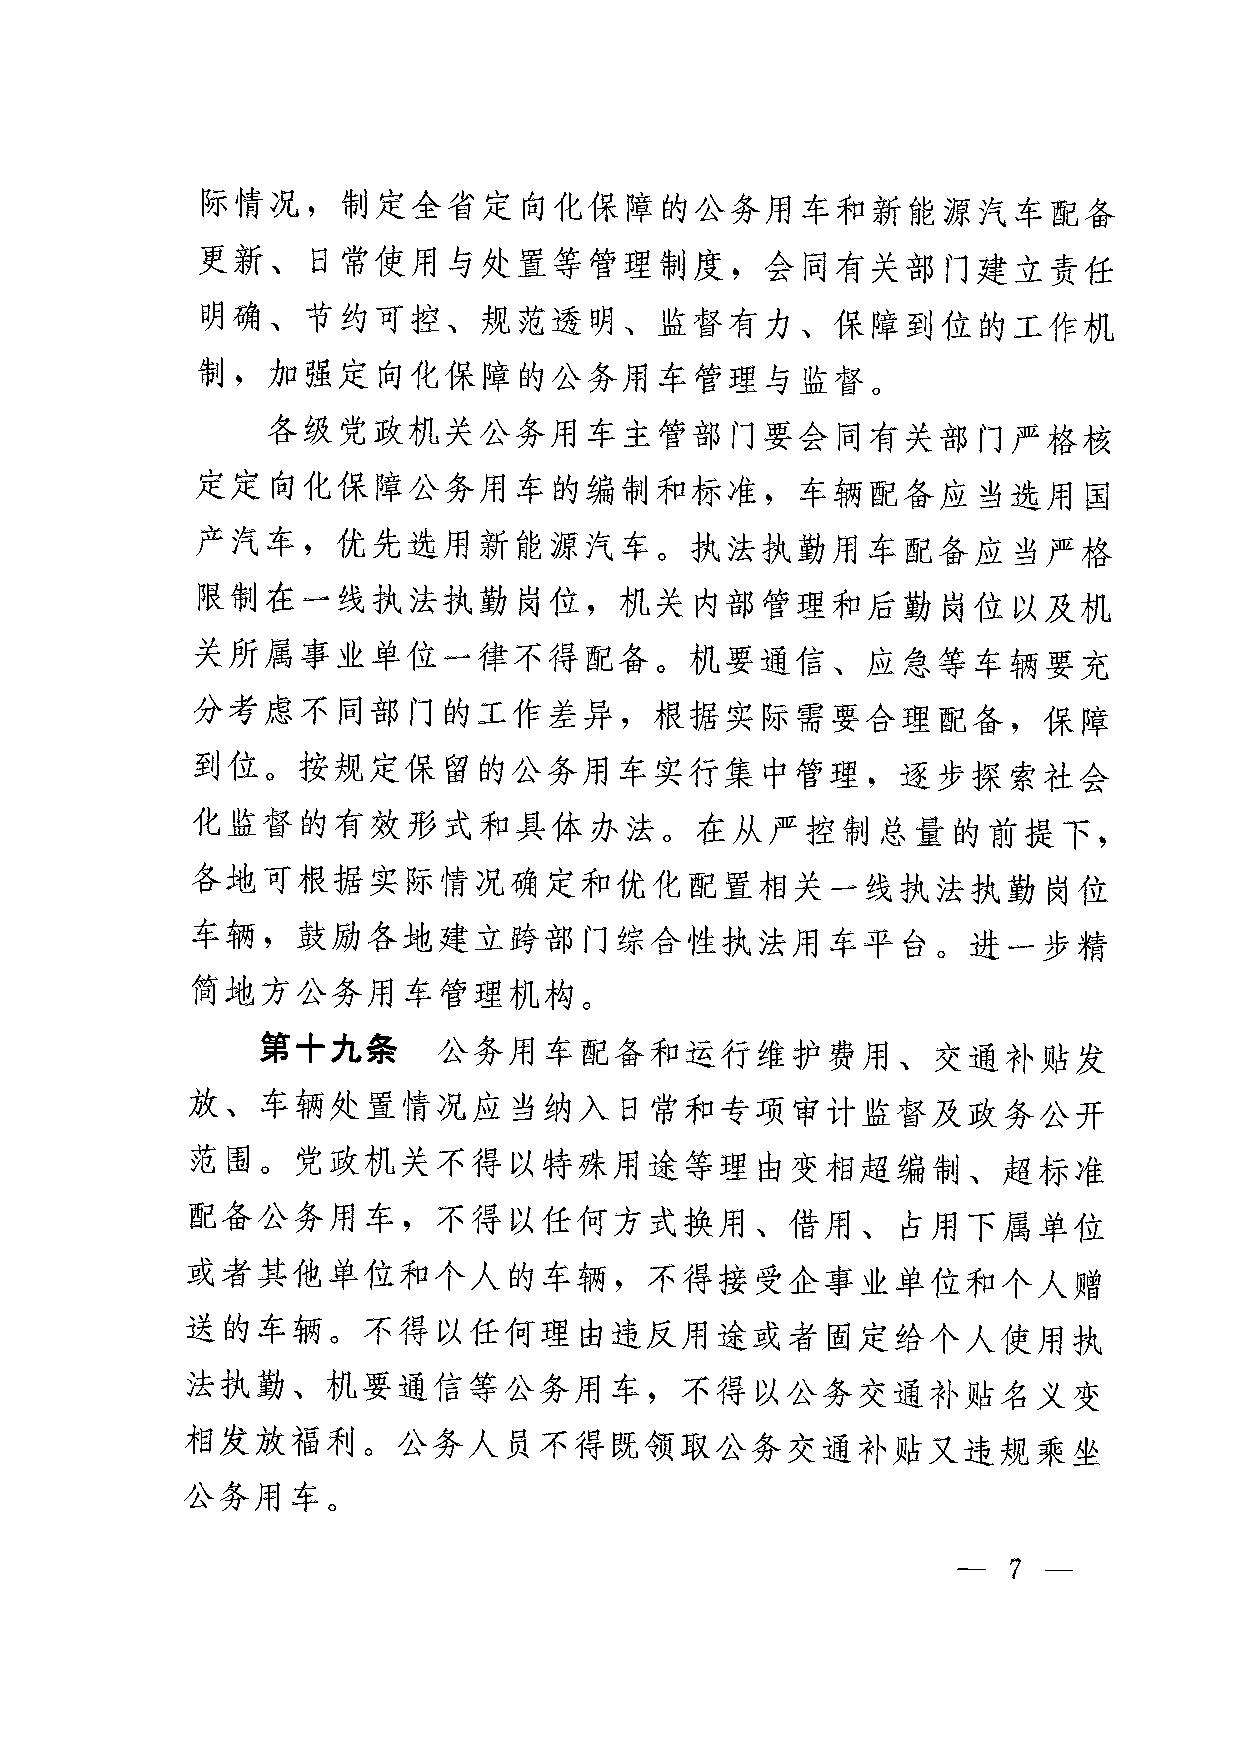 际情况，制定全省定向化保障的公务用车和新能源汽车配备
更新、日常使用与处置等管理制度，会同有关部门建立责任
明确、节约可控、规范透明、监督有力、保障到位的工作机
制，加强定向化保障的公务用车管理与监督。
各级党政机关公务用车主管部门要会同有关部门严格核
定定向化保障公务用车的编制和标准，车辆配备应当选用国
产汽车，优先选用新能源汽车。执法执勤用车配备应当严格
限制在一线执法执勤岗位，机关内部管理和后勤岗位以及机
关所属事业单位一律不得配备。机要通信、应急等车辆要充
分考虑不同部门的工作差异，根据实际需要合理配备，保障
到位。按规定保留的公务用车实行集中管理，逐步探索社会
化监督的有效形式和具体办法。在从严控制总量的前提下，
各地可根据实际情况确定和优化配置相关一线执法执勤岗位
车辆，鼓励各地建立跨部门综合性执法用车平台。进一步精
简地方公务用车管理机构。
第十九条 公务用车配备和运行维护费用、交通补贴发
放、车辆处置情况应当纳入日常和专项审计监督及政务公开
范围。党政机关不得以特殊用途等理由变相超编制、超标准
配备公务用车，不得以任何方式换用、借用、占用下属单位
或者其他单位和个人的车辆，不得接受企事业单位和个人赠
送的车辆。不得以任何理由违反用途或者固定给个人使用执
法执勤、机要通信等公务用车，不得以公务交通补贴名义变
相发放福利。公务人员不得既领取公务交通补贴又违规乘坐
公务用车。
— 7 —